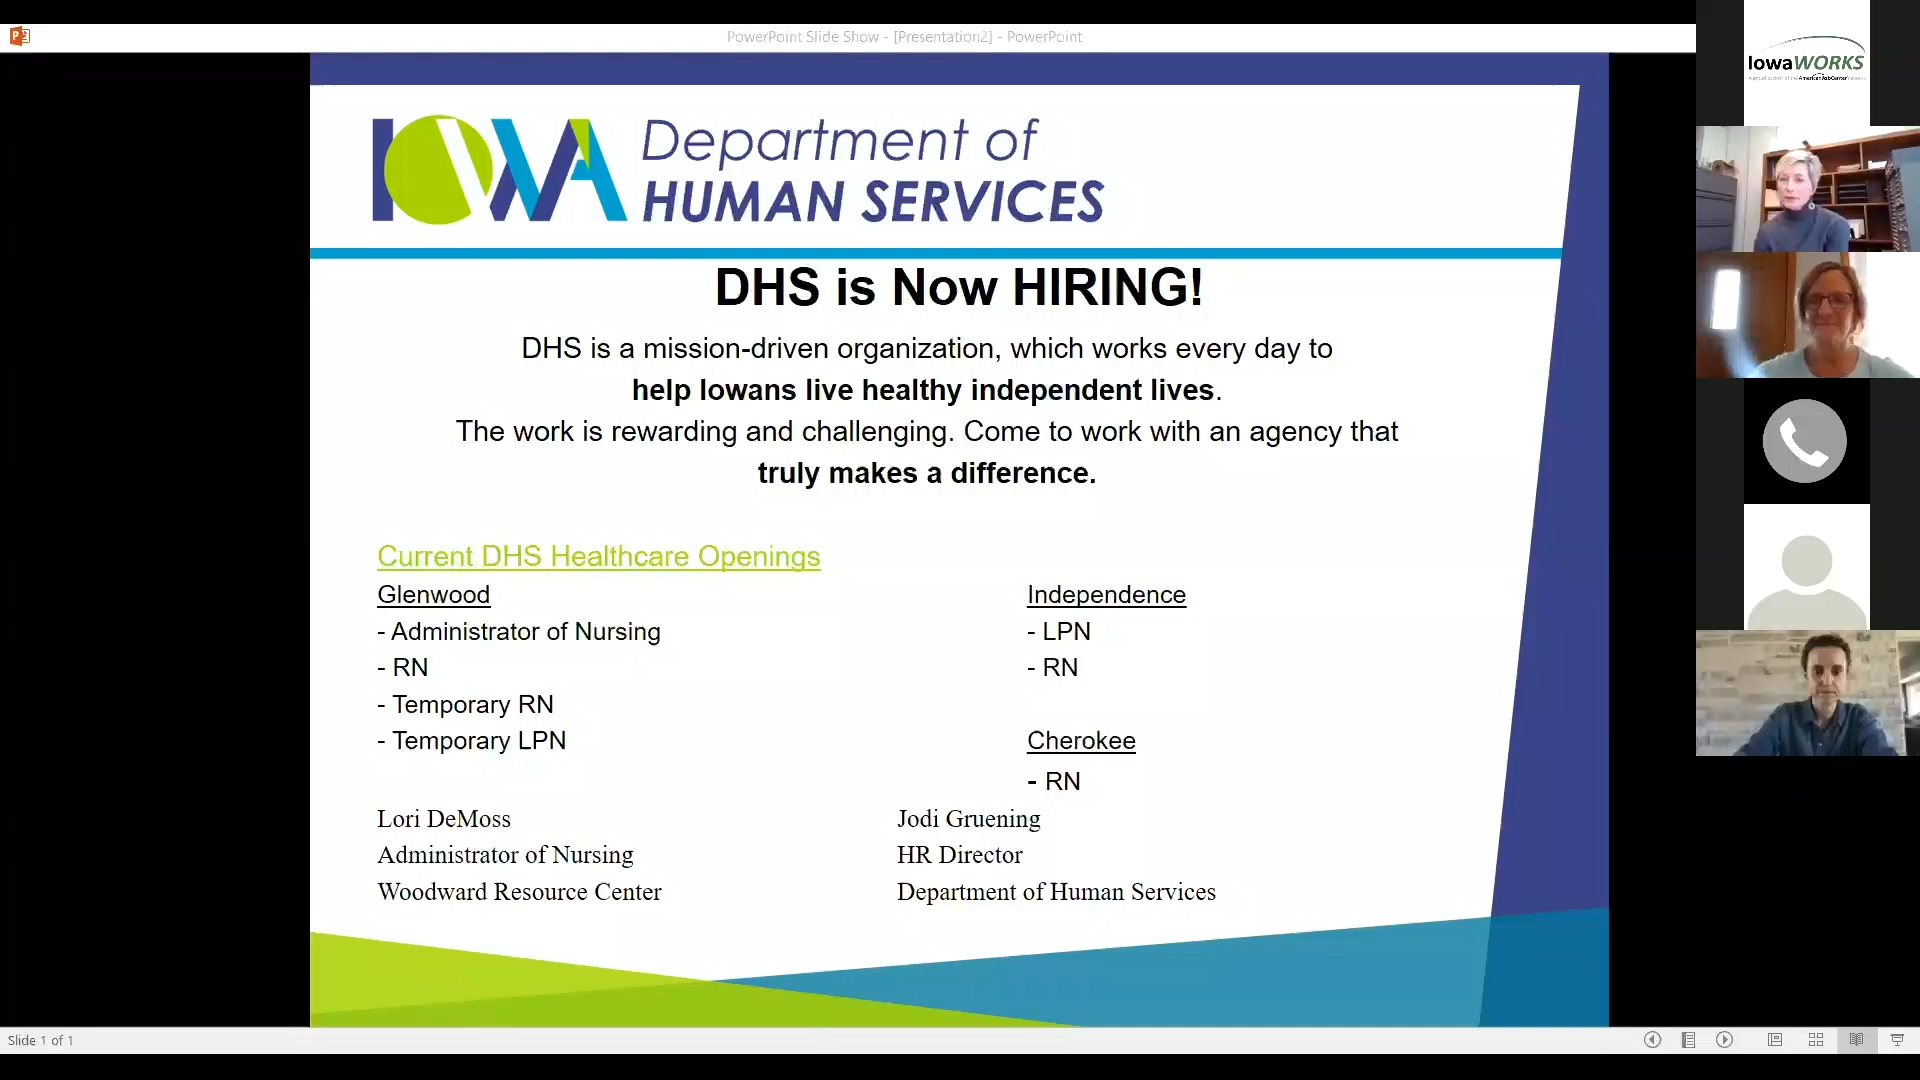 PowerPoint Slide Show - [Presentation2] - PowerPoint
IowaWORKS
IOWA Department of
HUMAN SERVICES
DHS is Now HIRING!
DHS is a mission-driven organization, which works every day to
help Iowans live healthy independent lives.
The work is rewarding and challenging. Come to work with an agency that
truly makes a difference.
Current DHS Healthcare Openings
Glenwood
- Administrator of Nursing
- RN
- Temporary RN
- Temporary LPN
Independence
- LPN
- RN
Cherokee
- RN
Lori DeMoss
Administrator of Nursing
Woodward Resource Center
Jodi Gruening
HR Director
Department of Human Services
Slide 1 of 1